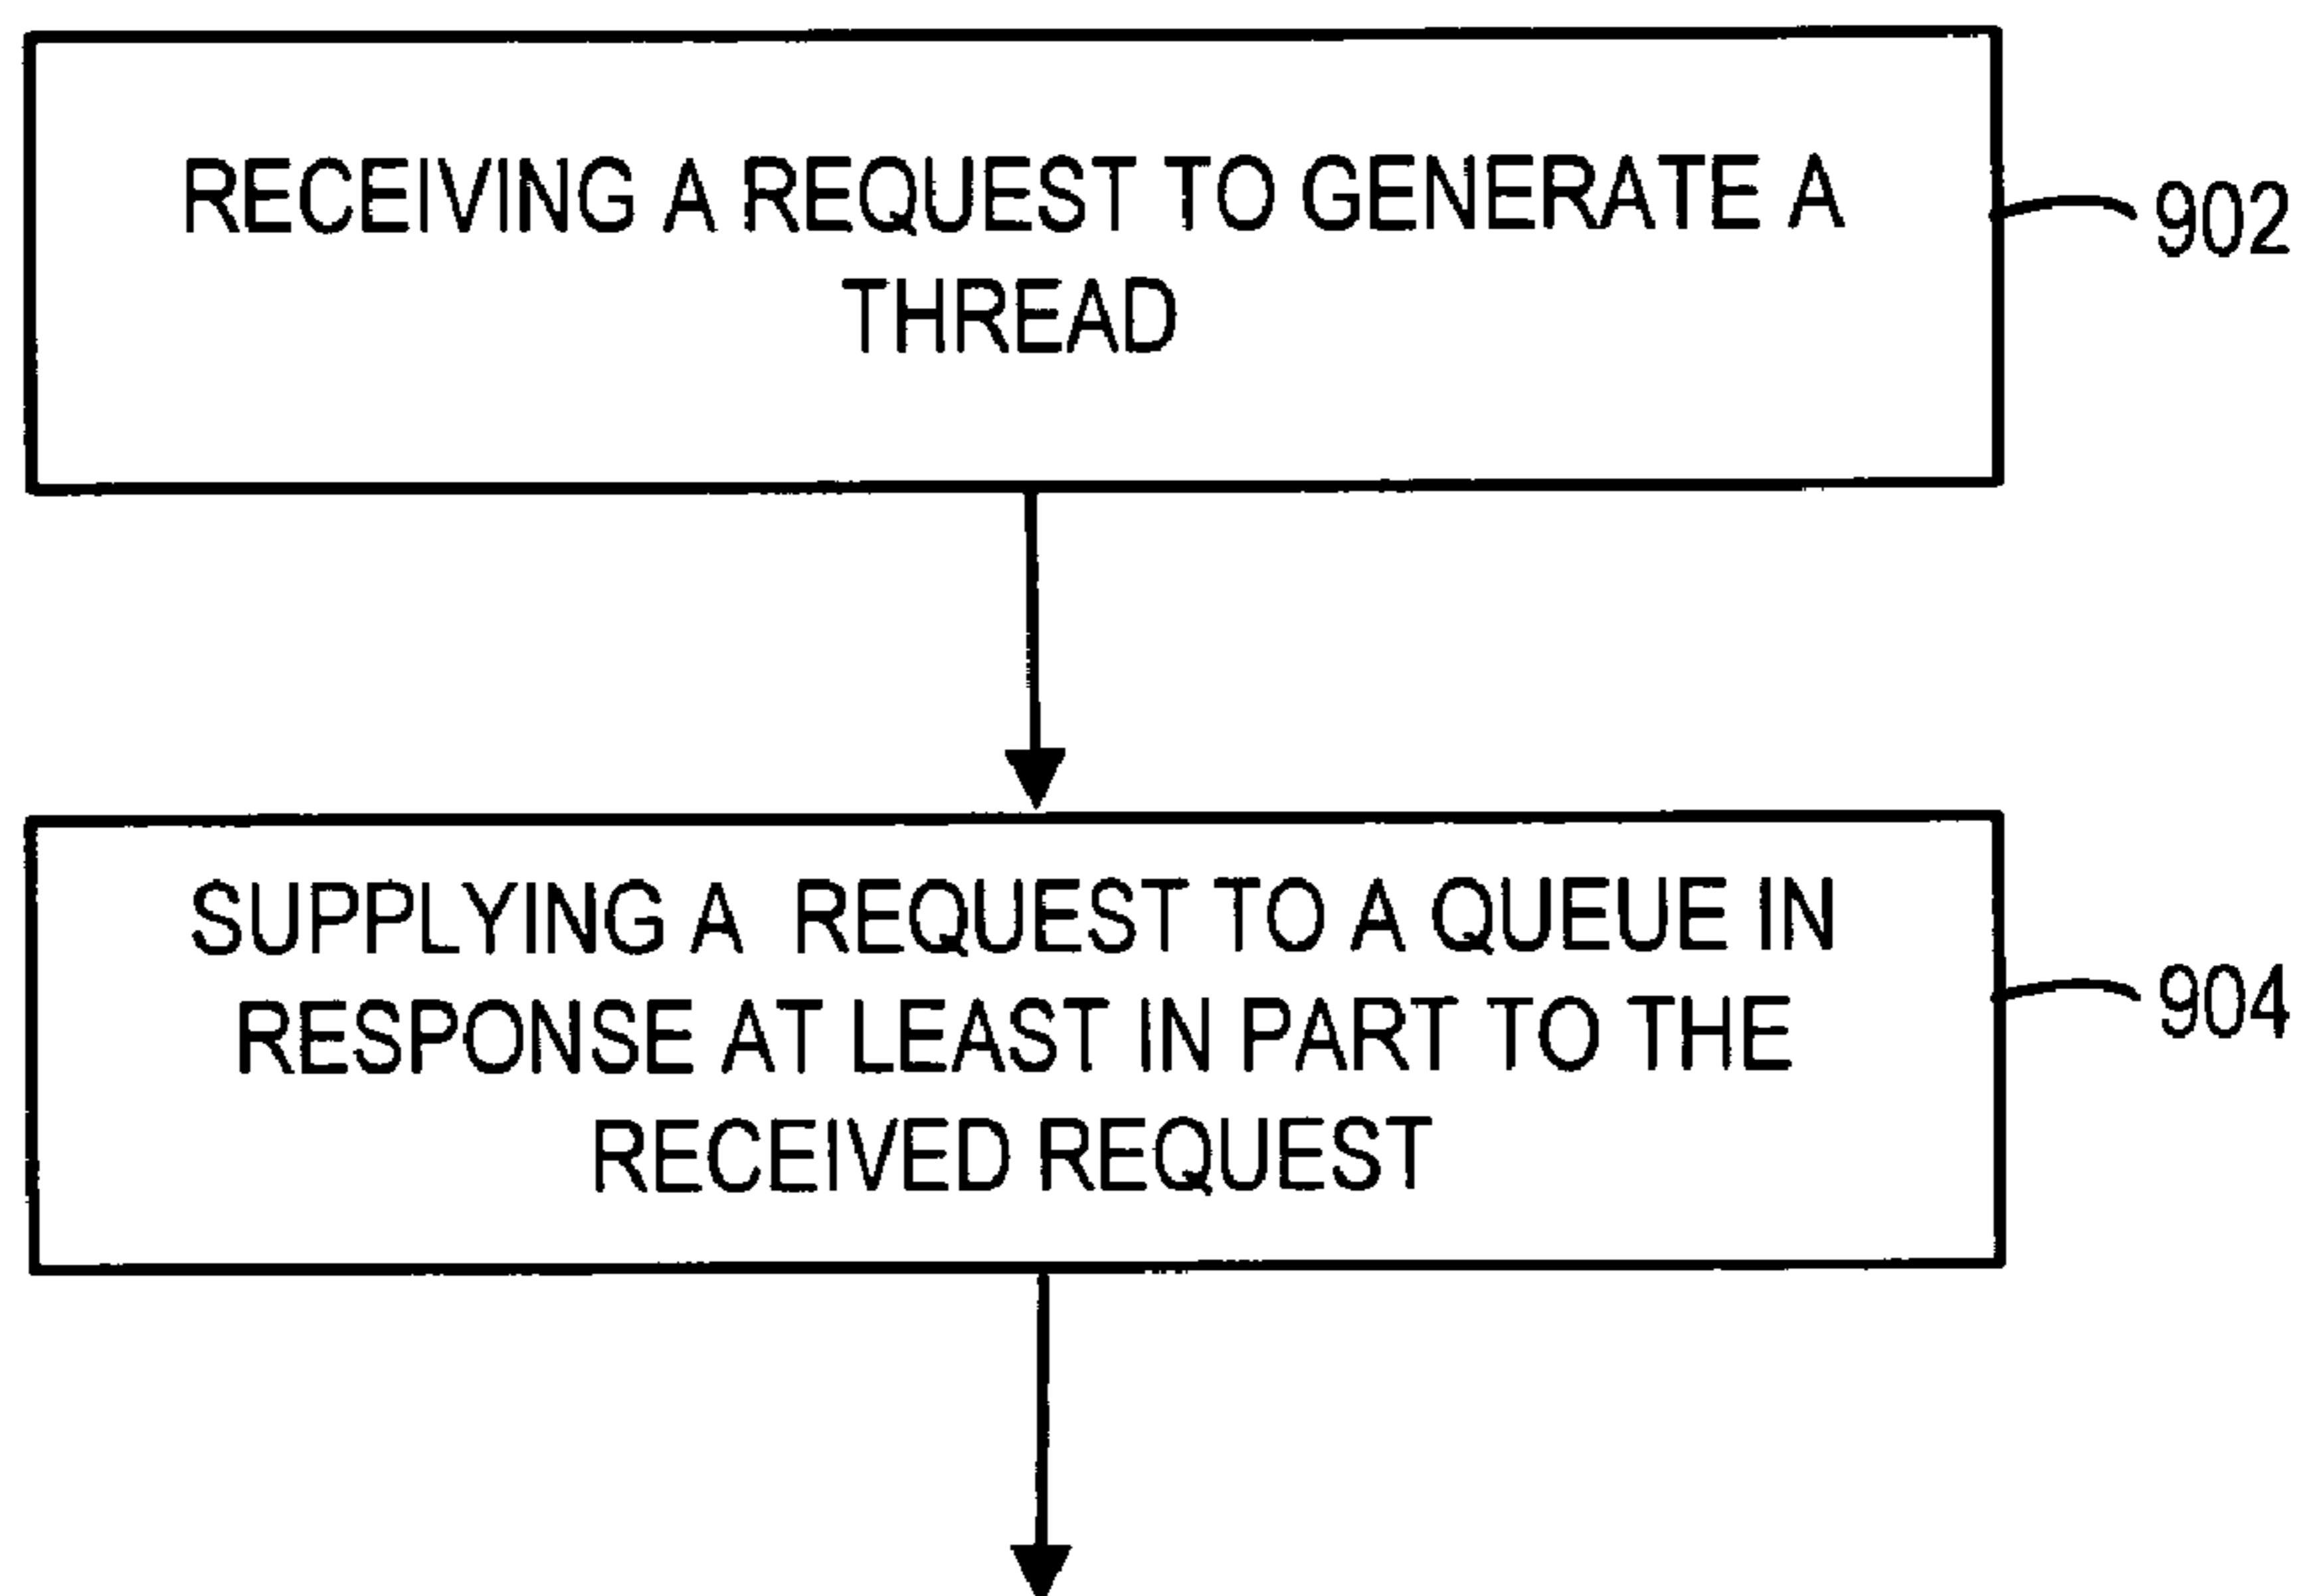 RECEIVING A REQUEST TO GENERATE A
THREAD
902
SUPPLYING A REQUEST TO A QUEUE IN
RESPONSE AT LEAST IN PART TO THE
RECEIVED REQUEST
904